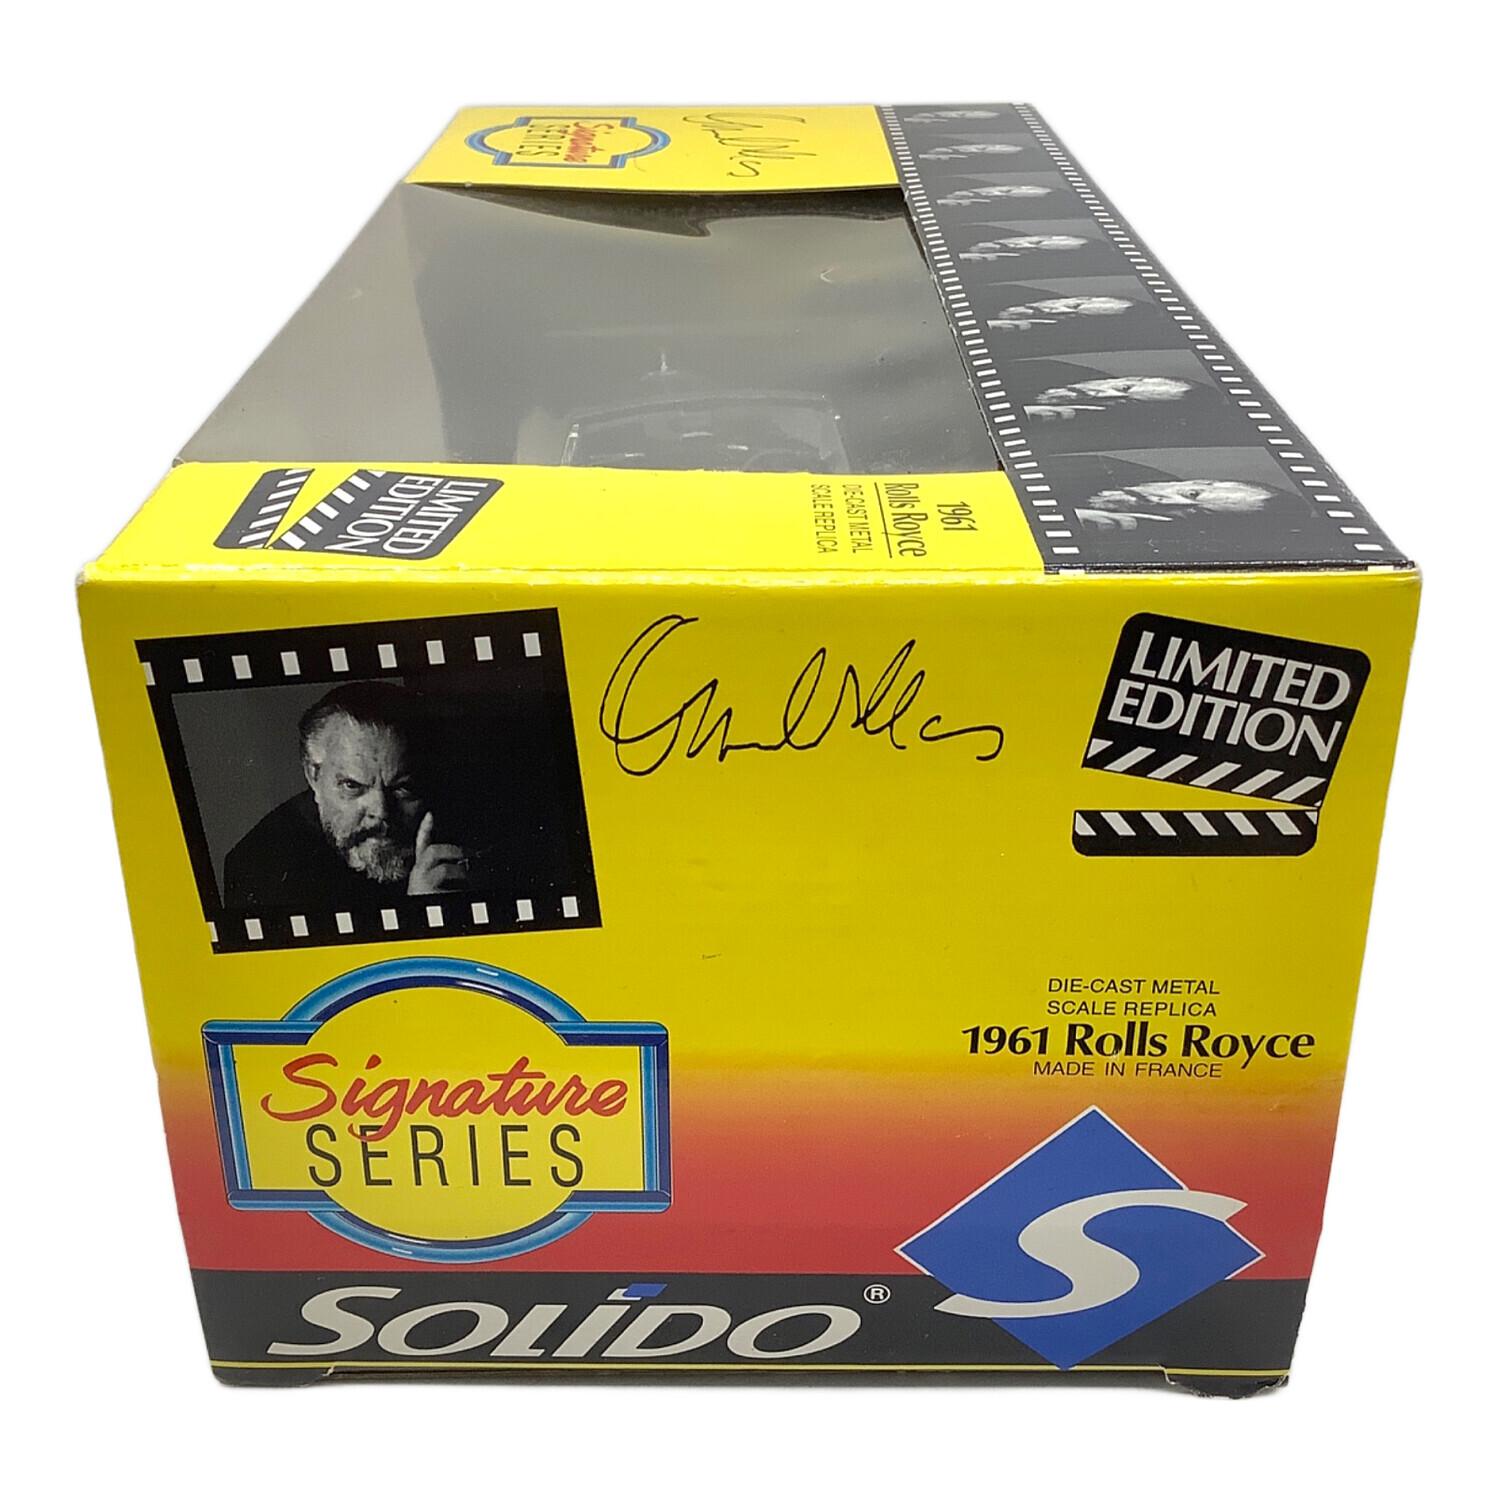 Signature
SERIES
LIMITED
EDITION
1961
Rolls Royce
DIE-CAST METAL
SCALE REPLICA
LIMITED
EDITION
DIE-CAST METAL
SCALE REPLICA
1961 Rolls Royce
MADE IN FRANCE
Signature
SERIES
S
SOLIDO®